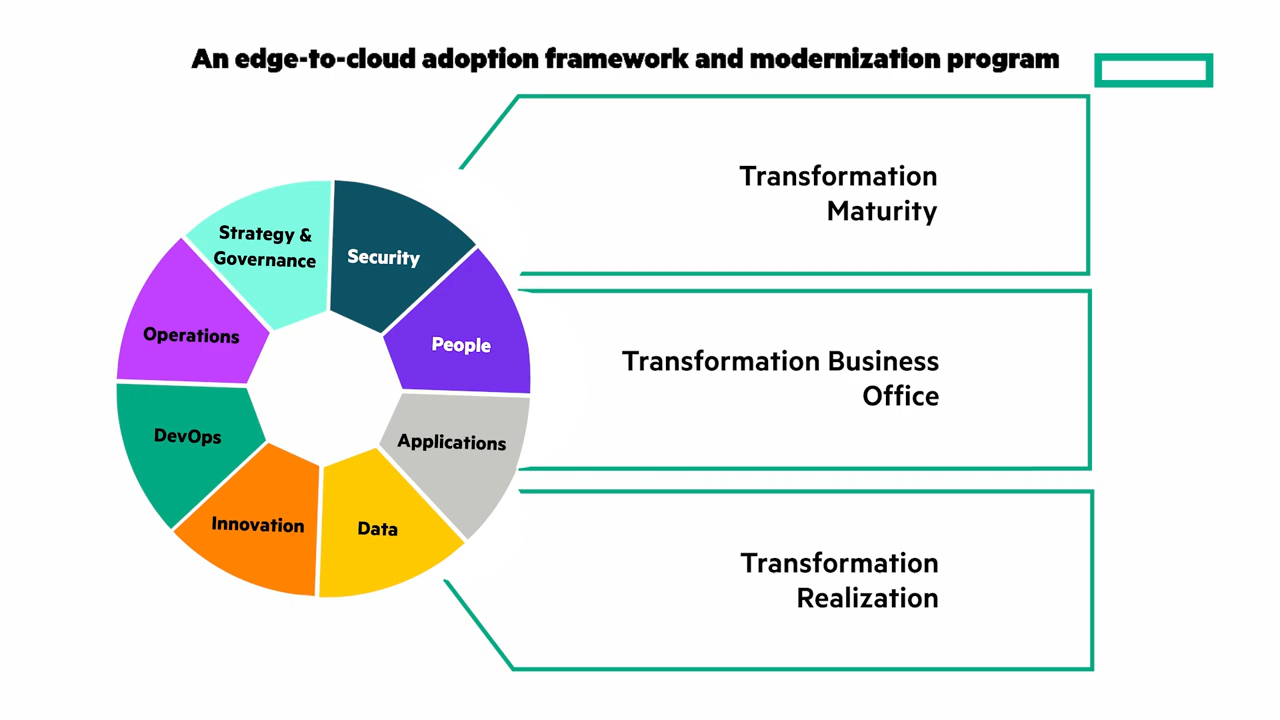 An edge-to-cloud adoption framework and modernization program
Strategy &
Governance
Security
People
Applications
Data
Innovation
DevOps
Operations
Transformation
Maturity
Transformation Business
Office
Transformation
Realization